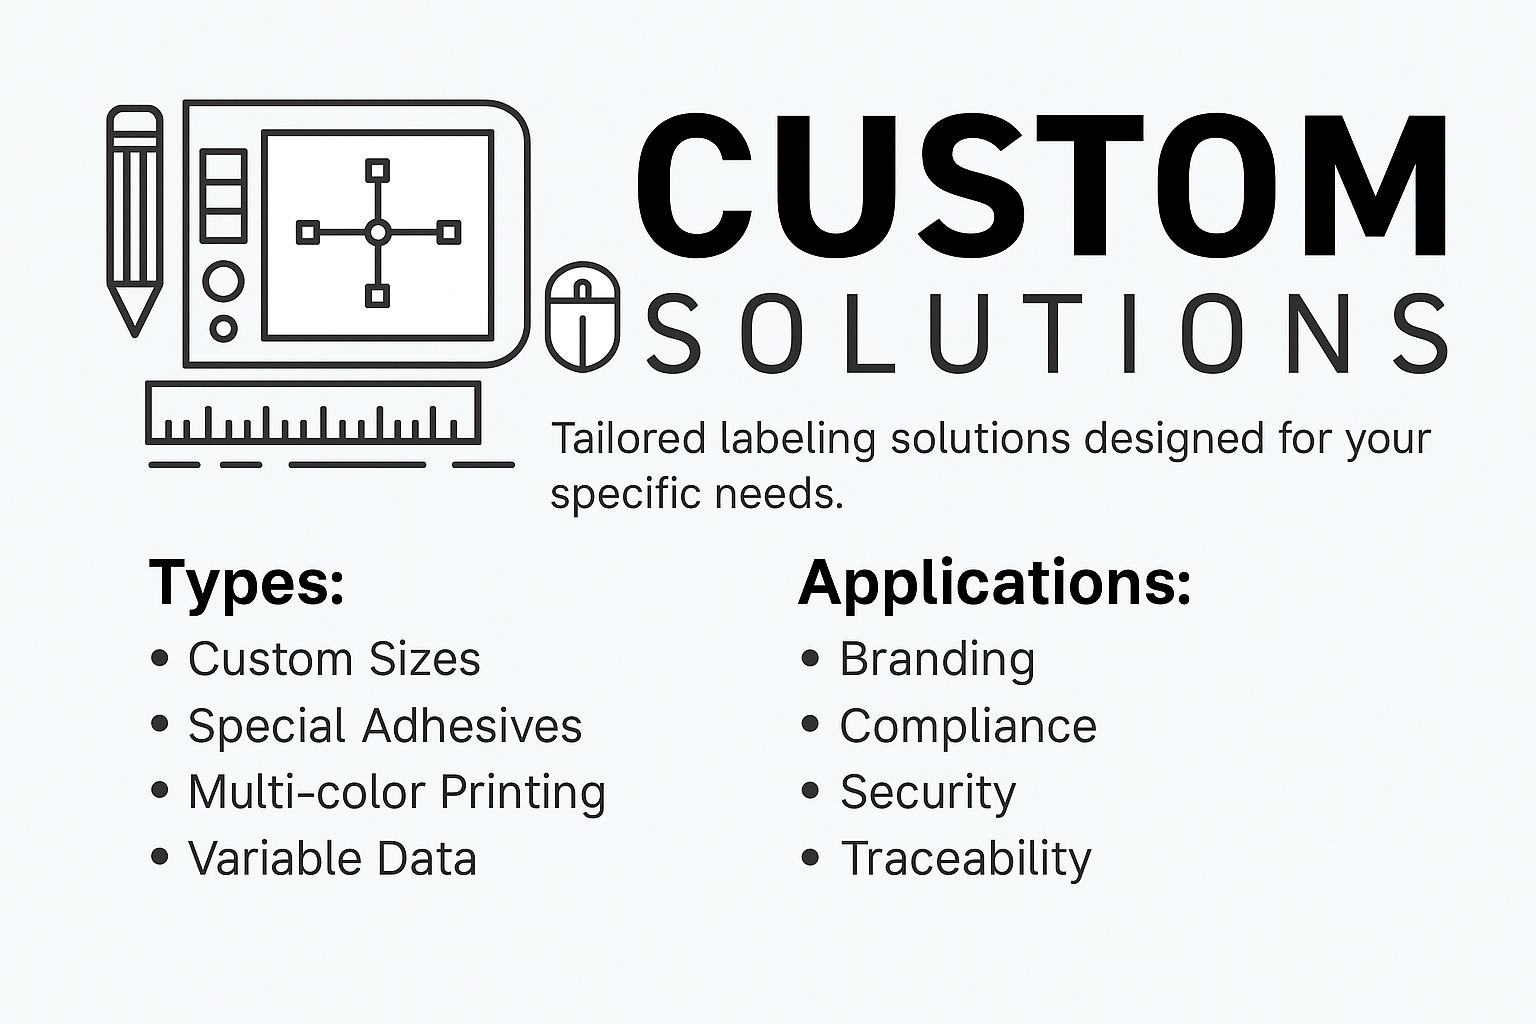 CUSTOM
SOLUTIONS
Tailored labeling solutions designed for your
specific needs.
Types:
• Custom Sizes
• Special Adhesives
• Multi-color Printing
• Variable Data
Applications:
• Branding
• Compliance
• Security
• Traceability